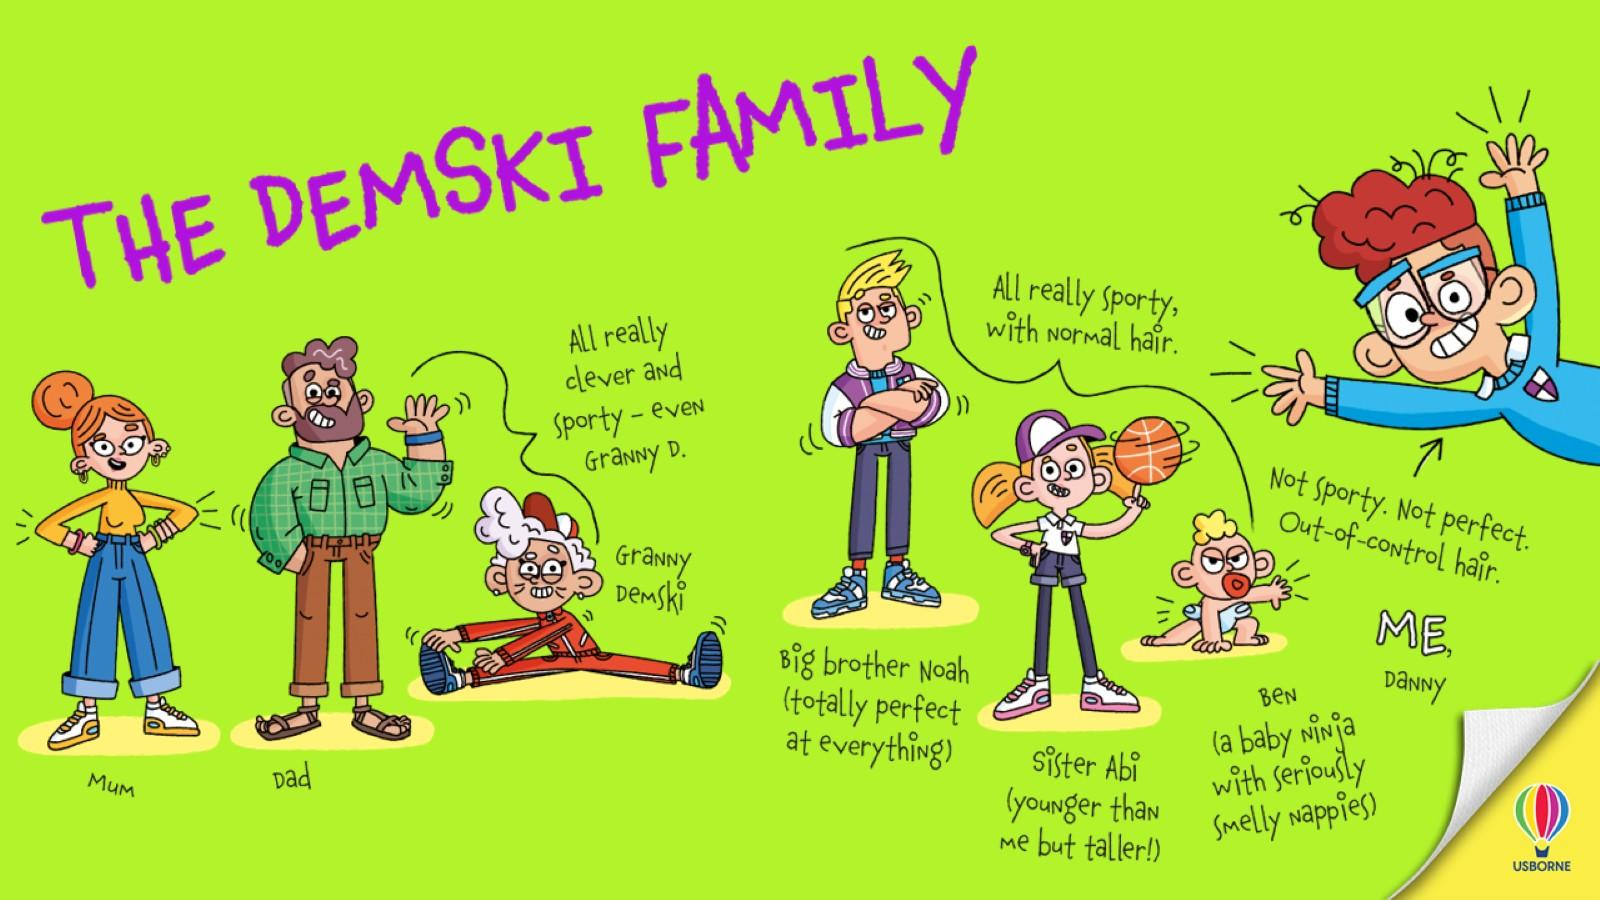 THE DEMSKI FAMILY
All really
clever and
sporty – even
Granny D.
Mum
Dad
Granny
Demski
All really sporty,
with normal hair.
Big brother Noah
(totally perfect
at everything)
Sister Abi
(younger than
me but taller!)
Ben
(a baby ninja
with seriously
smelly nappies)
Not sporty. Not perfect.
Out-of-control hair.
ME,
Danny
USBORNE